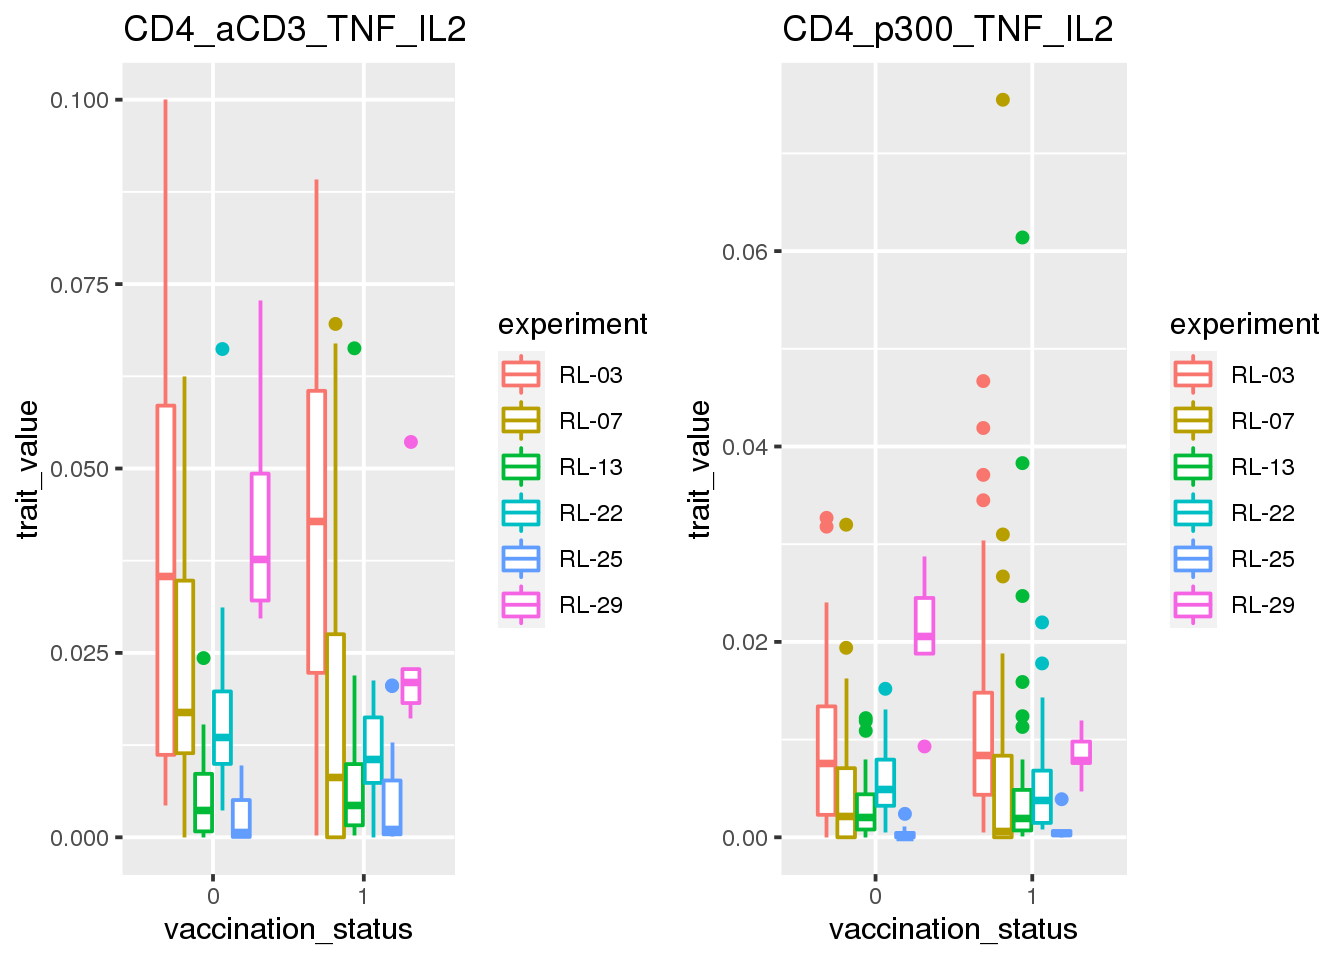 CD4_aCD3_TNF_IL2
0.100
0.075
0.050
0.025
0.000
trait_value
0
1
vaccination_status
experiment
RL-03
RL-07
RL-13
RL-22
RL-25
RL-29
CD4_p300_TNF_IL2
0.06
0.04
0.02
0.00
trait_value
0
1
vaccination_status
experiment
RL-03
RL-07
RL-13
RL-22
RL-25
RL-29